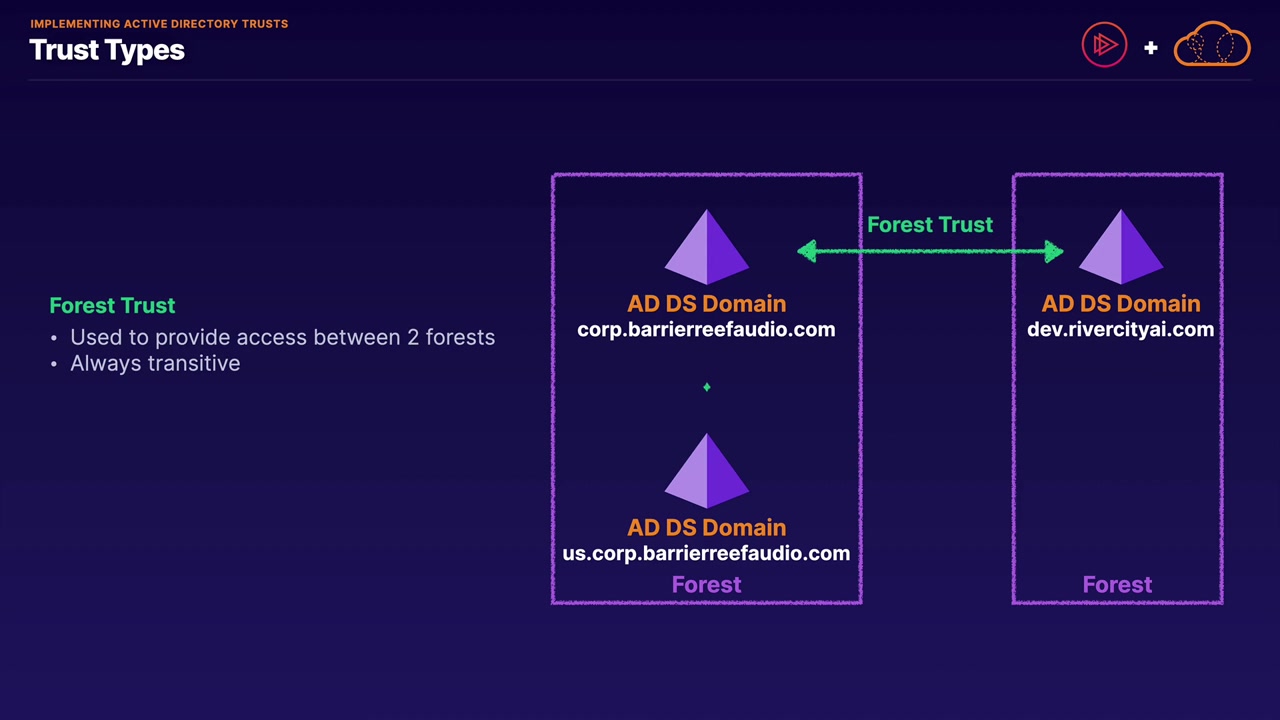 IMPLEMENTING ACTIVE DIRECTORY TRUSTS
Trust Types
+
Forest Trust
• Used to provide access between 2 forests
• Always transitive
Forest Trust
AD DS Domain
corp.barrierreefaudio.com
AD DS Domain
dev.rivercityai.com
AD DS Domain
us.corp.barrierreefaudio.com
Forest
Forest